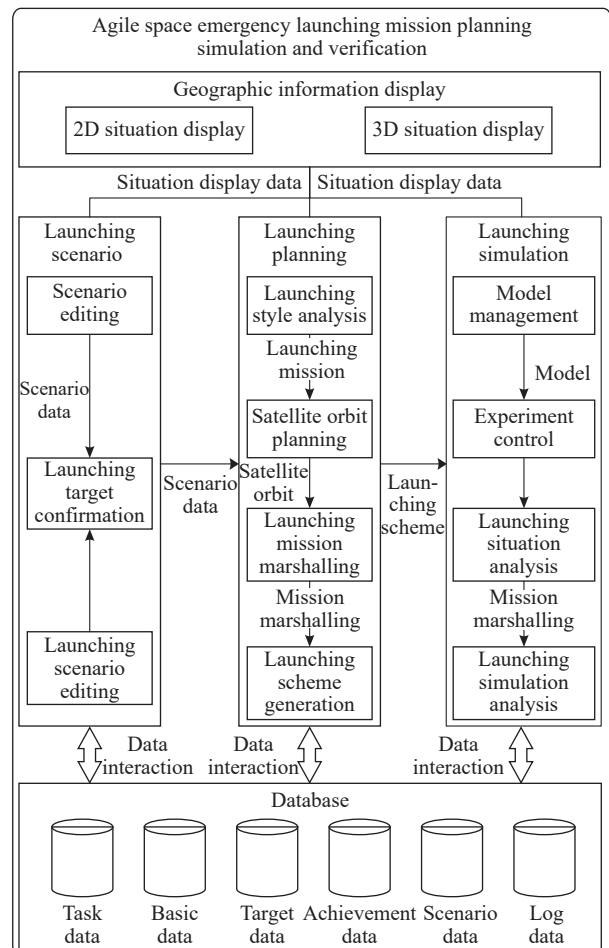 Agile space emergency launching mission planning
simulation and verification
Geographic information display
2D situation display
3D situation display
Situation display data
Situation display data
Launching
scenario
Scenario
editing
Scenario
data
Launching
target
confirmation
Launching
scenario
editing
Scenario
data
Launching
planning
Launching
style analysis
Launching
mission
Satellite orbit
planning
Satellite
orbit
Launching
mission
marshalling
Mission
marshalling
Launching
scheme
generation
Laun-
ching
scheme
Launching
simulation
Model
management
Model
Experiment
control
Launching
situation
analysis
Mission
marshalling
Launching
simulation
analysis
Data
interaction
Data
interaction
Data
interaction
Database
Task
data
Basic
data
Target
data
Achievement
data
Scenario
data
Log
data